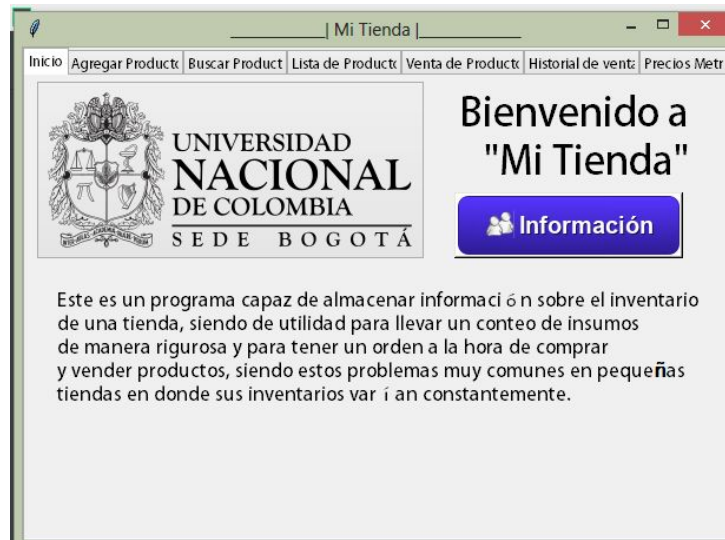 __________| Mi Tienda |__________
Inicio Agregar Producto Buscar Product Lista de Producto Venta de Producto Historial de venta Precios Metr
UNIVERSIDAD
NACIONAL
DE COLOMBIA
SEDE BOGOTÁ
Bienvenido a
"Mi Tienda"
Información
Este es un programa capaz de almacenar información sobre el inventario
de una tienda, siendo de utilidad para llevar un conteo de insumos
de manera rigurosa y para tener un orden a la hora de comprar
y vender productos, siendo estos problemas muy comunes en pequeñas
tiendas en donde sus inventarios varían constantemente.